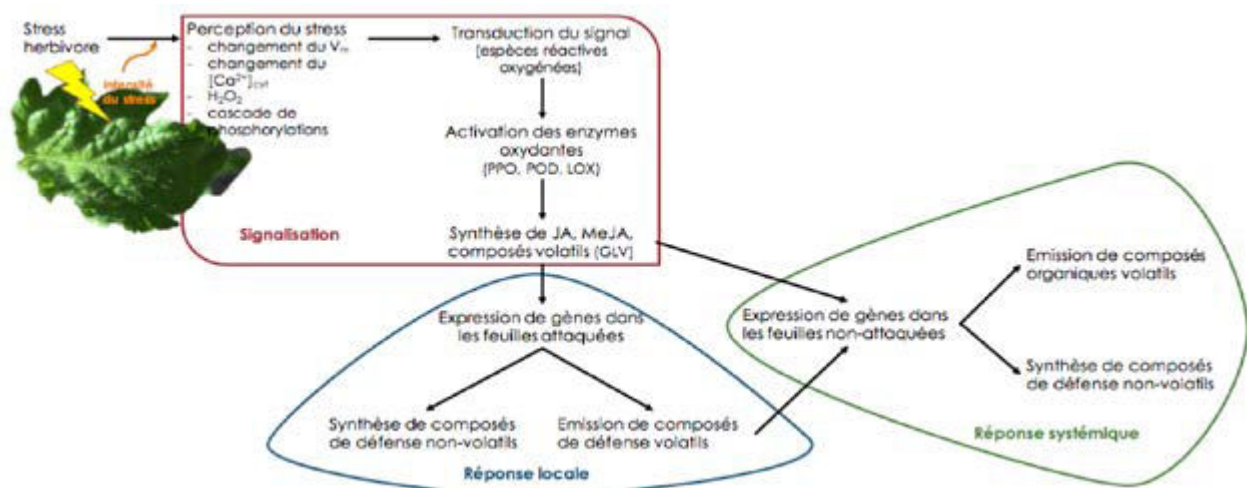 Stress
herbivore
Intensité
du stress
Perception du stress
- changement du Vₘ
- changement du
[Ca²⁺]cyt
- H₂O₂
- cascade de
phosphorylations
Transduction du signal
(espèces réactives
oxygénées)
Activation des enzymes
oxydantes
(PPO, POD, LOX)
Synthèse de JA, MeJA,
composés volatils (GLV)
Signalisation
Expression de gènes dans
les feuilles attaquées
Synthèse de composés
de défense non-volatils
Emission de composés
de défense volatils
Réponse locale
Expression de gènes dans
les feuilles non-attaquées
Emission de composés
organiques volatils
Synthèse de composés
de défense non-volatils
Réponse systémique